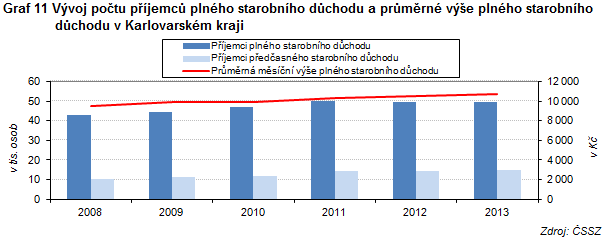 Graf 11 Vývoj počtu příjemců plného starobního důchodu a průměrné výše plného starobního
důchodu v Karlovarském kraji
Příjemci plného starobního důchodu
Příjemci předčasného starobního důchodu
Průměrná měsíční výše plného starobního důchodu
60 12 000
50 10 000
40 8 000
30 6 000
20 4 000
10 2 000
0 0
v tis. osob
v Kč
2008 2009 2010 2011 2012 2013
Zdroj: ČSSZ